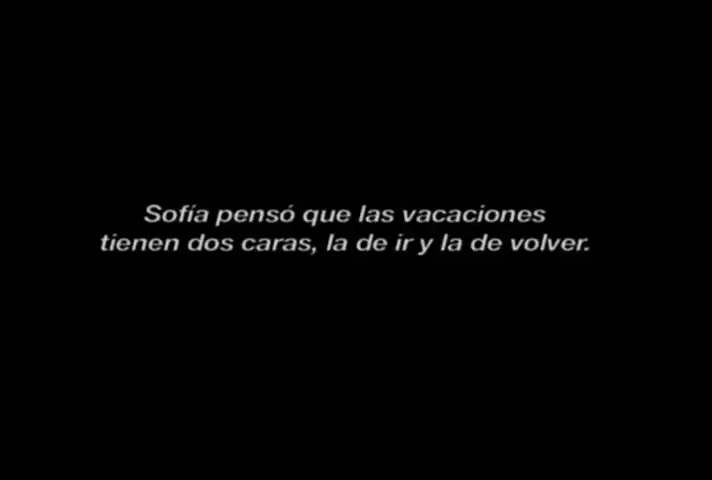 Sofía pensó que las vacaciones
tienen dos caras, la de ir y la de volver.